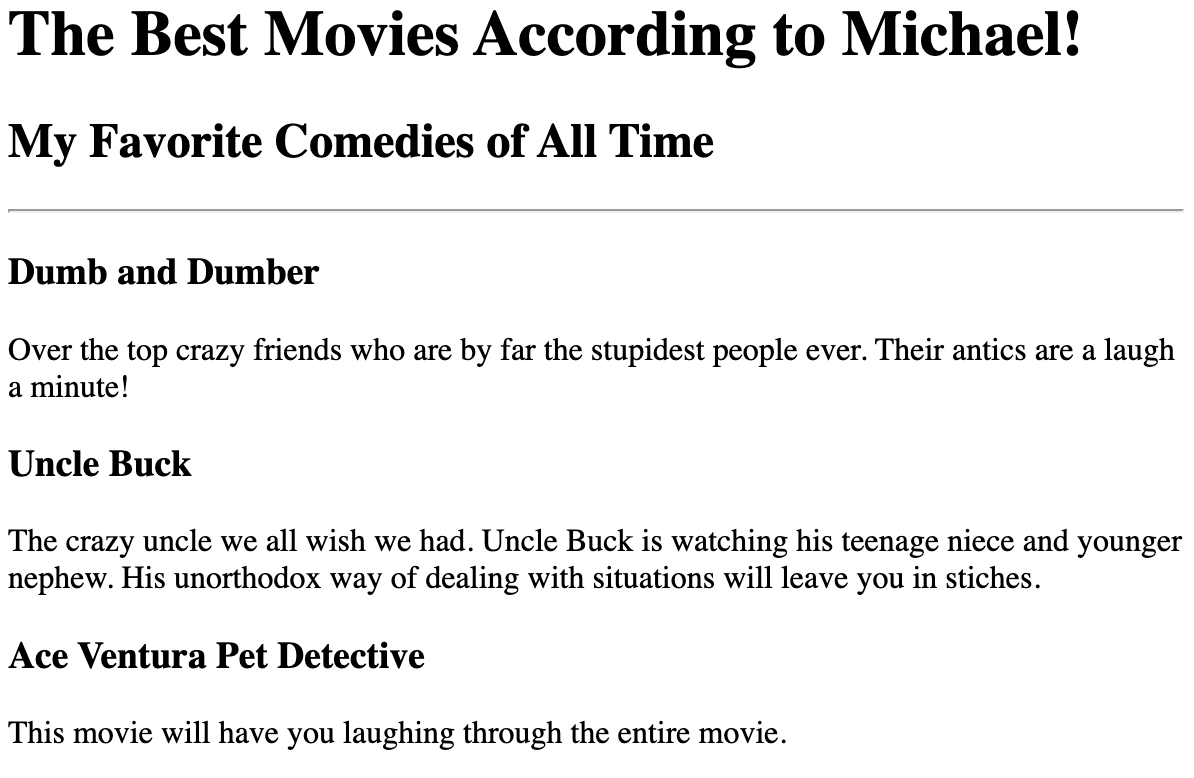 The Best Movies According to Michael!
My Favorite Comedies of All Time
Dumb and Dumber
Over the top crazy friends who are by far the stupidest people ever. Their antics are a laugh
a minute!
Uncle Buck
The crazy uncle we all wish we had. Uncle Buck is watching his teenage niece and younger
nephew. His unorthodox way of dealing with situations will leave you in stiches.
Ace Ventura Pet Detective
This movie will have you laughing through the entire movie.